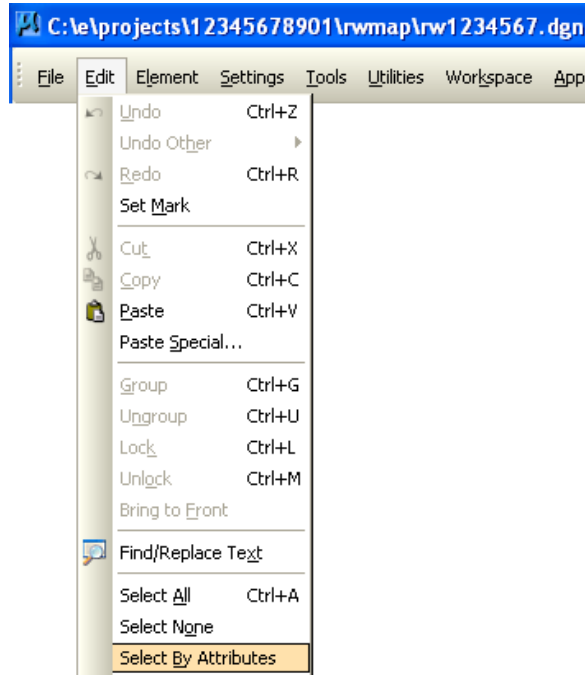 C:\e\projects\12345678901\rwmap\rw1234567.dgn
File Edit Element Settings Tools Utilities Workspace App
Undo Ctrl+Z
Undo Other
Redo Ctrl+R
Set Mark
Cut Ctrl+X
Copy Ctrl+C
Paste Ctrl+V
Paste Special...
Group Ctrl+G
Ungroup Ctrl+U
Lock Ctrl+L
Unlock Ctrl+M
Bring to Front
Find/Replace Text
Select All Ctrl+A
Select None
Select By Attributes